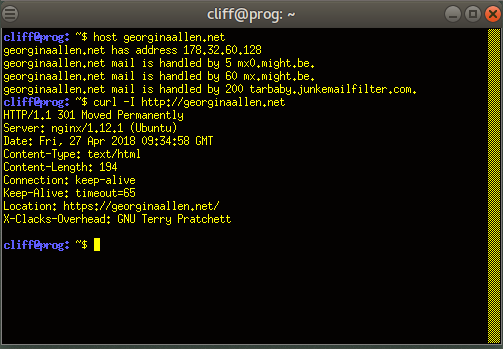 cliff@prog: ~
cliff@prog: ~$ host georginaallen.net
georginaallen.net has address 178.32.60.128
georginaallen.net mail is handled by 5 mx0.might.be.
georginaallen.net mail is handled by 60 mx.might.be.
georginaallen.net mail is handled by 200 tarbaby.junkemailfilter.com.
cliff@prog: ~$ curl -I http://georginaallen.net
HTTP/1.1 301 Moved Permanently
Server: nginx/1.12.1 (Ubuntu)
Date: Fri, 27 Apr 2018 09:34:58 GMT
Content-Type: text/html
Content-Length: 194
Connection: keep-alive
Keep-Alive: timeout=65
Location: https://georginaallen.net/
X-Clacks-Overhead: GNU Terry Pratchett
cliff@prog: ~$